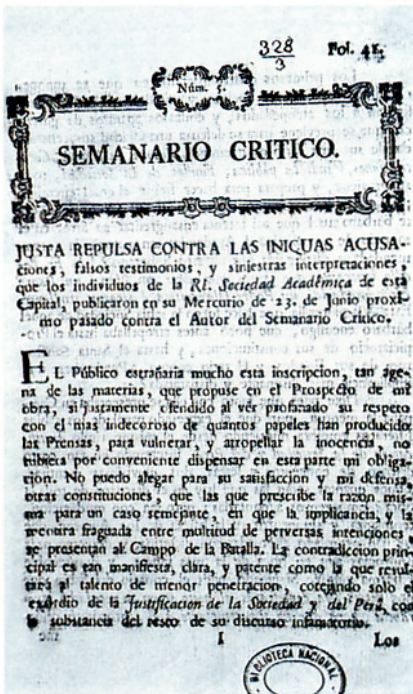 328
3
Fol. 41.
Núm. 5.
SEMANARIO CRITICO.
JUSTA REPULSA CONTRA LAS INICUAS ACUSA-
ciones, falsos testimonios, y siniestras interpretaciones,
que los individuos de la Rl. Sociedad Académica de esta
Capital, publicaron en su Mercurio de 23. de Junio proxi-
mo pasado contra el Autor del Semanario Critico.
EL Público estrañaria mucho esta inscripcion, tan age-
na de las materias, que propuse en el Prospecto de mi
obra, si justamente ofendido al ver profanado su respeto
con el mas indecoroso de quantos papeles han producido
las Prensas, para vulnerar, y atropellar la inocencia, no
tubiera por conveniente dispensar en esta parte mi obliga-
cion. No puedo alegar para su satisfaccion y mi defensa,
otras constituciones, que las que prescribe la razon mis-
ma para un caso semejante, en que la implicancia, y la
mentira fraguada entre multitud de perversas intenciones,
se presentan al Campo de la Batalla. La contradiccion prin-
cipal es tan manifiesta, clara, y patente como la que resul-
tará al talento de menor penetracion, cotejando solo el
exordio de la Justificacion de la Sociedad y del Perú, con
la substancia del resto de su discurso infamatorio.
I
Los
BIBLIOTECA NACIONAL